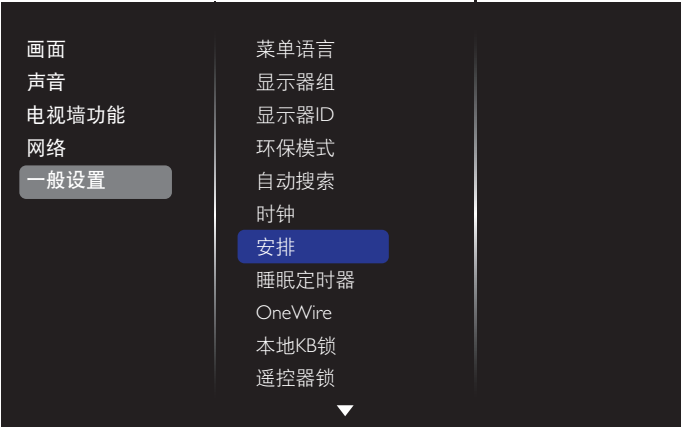 画面
声音
电视墙功能
网络
一般设置
菜单语言
显示器组
显示器ID
环保模式
自动搜索
时钟
安排
睡眠定时器
OneWire
本地KB锁
遥控器锁